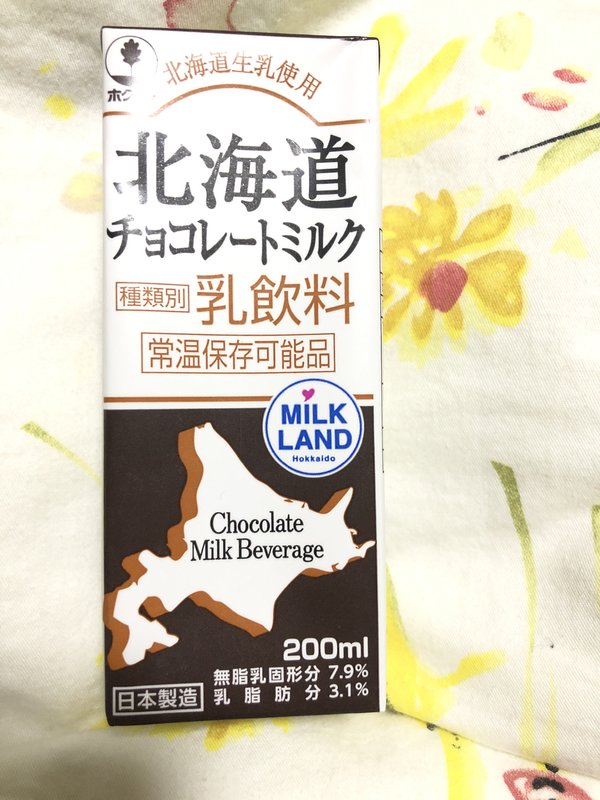 北海道生乳使用
北海道
チョコレートミルク
種類別 乳飲料
常温保存可能品
MILK
LAND
Hokkaido
Chocolate
Milk Beverage
200ml
無脂乳固形分 7.9%
乳脂肪分 3.1%
日本製造